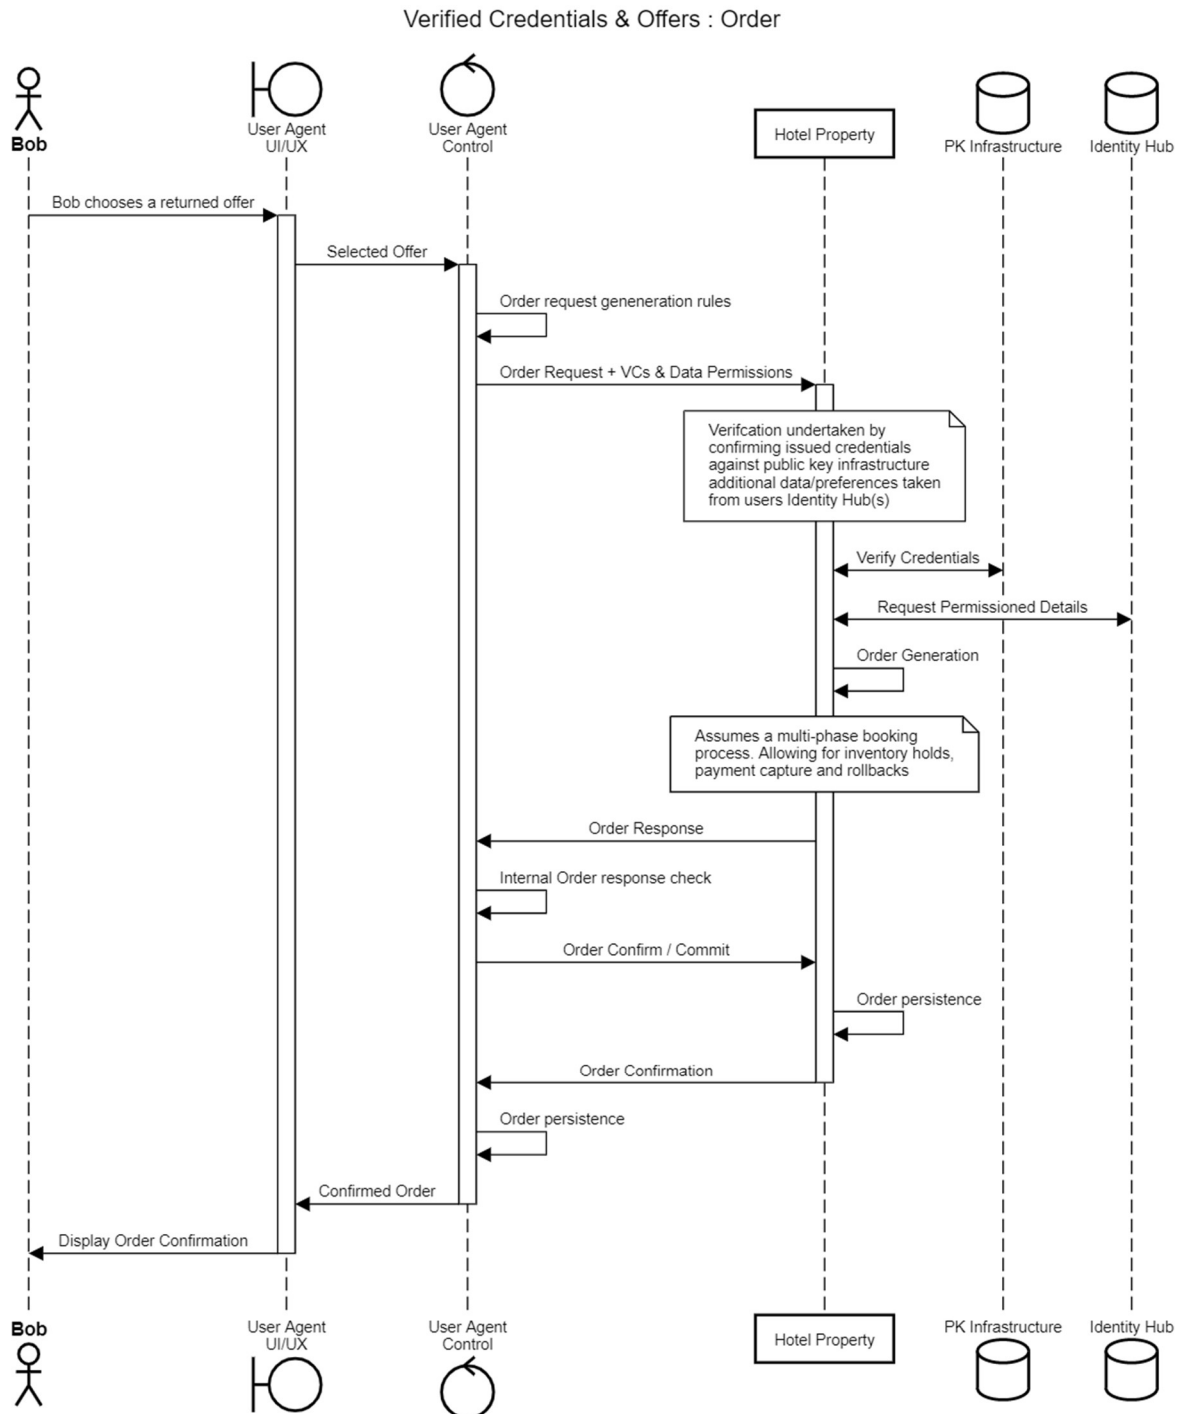 Verified Credentials & Offers : Order
Bob
User Agent
UI/UX
User Agent
Control
Hotel Property
PK Infrastructure
Identity Hub
Bob chooses a returned offer
Selected Offer
Order request geneneration rules
Order Request + VCs & Data Permissions
Verifcation undertaken by
confirming issued credentials
against public key infrastructure
additional data/preferences taken
from users Identity Hub(s)
Verify Credentials
Request Permissioned Details
Order Generation
Assumes a multi-phase booking
process. Allowing for inventory holds,
payment capture and rollbacks
Order Response
Internal Order response check
Order Confirm / Commit
Order persistence
Order Confirmation
Order persistence
Confirmed Order
Display Order Confirmation
Bob
User Agent
UI/UX
User Agent
Control
Hotel Property
PK Infrastructure
Identity Hub